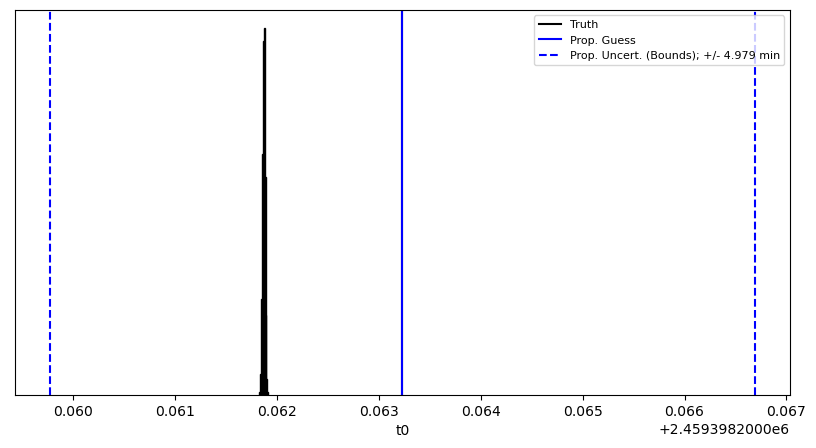 Truth
Prop. Guess
Prop. Uncert. (Bounds); +/- 4.979 min
0.060 0.061 0.062 0.063 0.064 0.065 0.066 0.067
t0
+2.4593982000e6